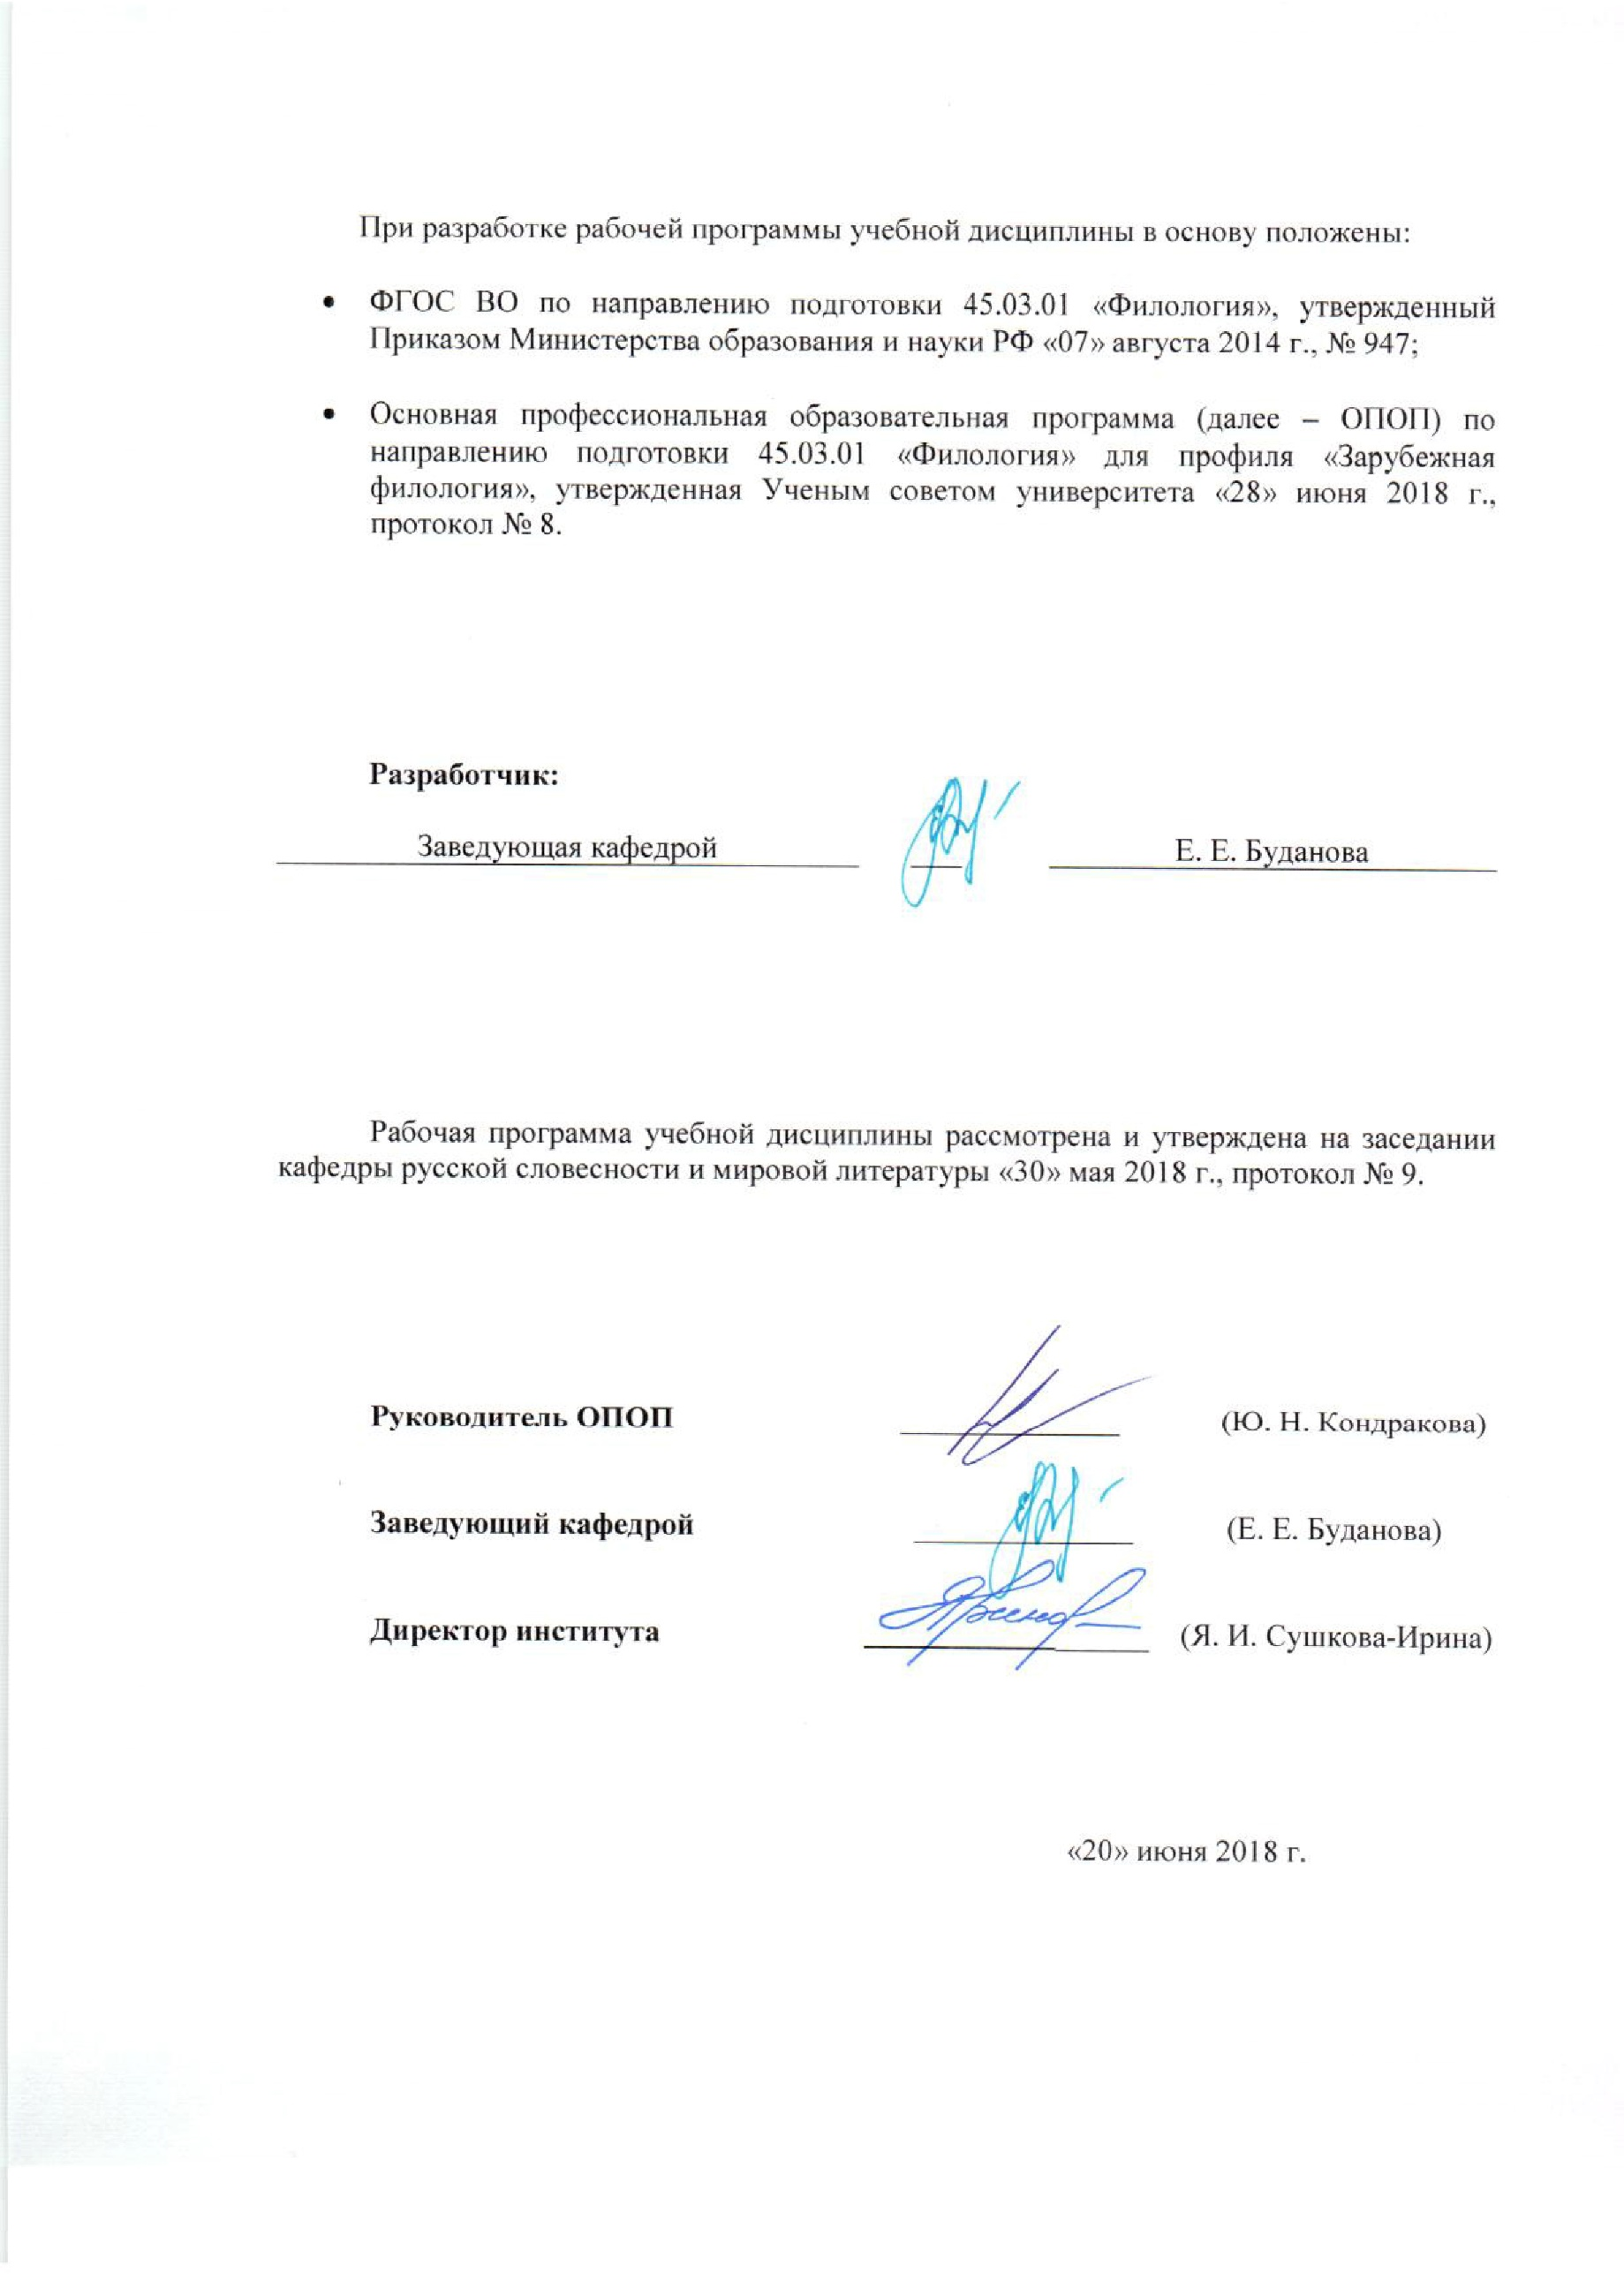 При разработке рабочей программы учебной дисциплины в основу положены:
• ФГОС ВО по направлению подготовки 45.03.01 «Филология», утвержденный
Приказом Министерства образования и науки РФ «07» августа 2014 г., № 947;
• Основная профессиональная образовательная программа (далее – ОПОП) по
направлению подготовки 45.03.01 «Филология» для профиля «Зарубежная
филология», утвержденная Ученым советом университета «28» июня 2018 г.,
протокол № 8.
Разработчик:
Заведующая кафедрой Е. Е. Буданова
Рабочая программа учебной дисциплины рассмотрена и утверждена на заседании
кафедры русской словесности и мировой литературы «30» мая 2018 г., протокол № 9.
Руководитель ОПОП (Ю. Н. Кондракова)
Заведующий кафедрой (Е. Е. Буданова)
Директор института (Я. И. Сушкова-Ирина)
«20» июня 2018 г.